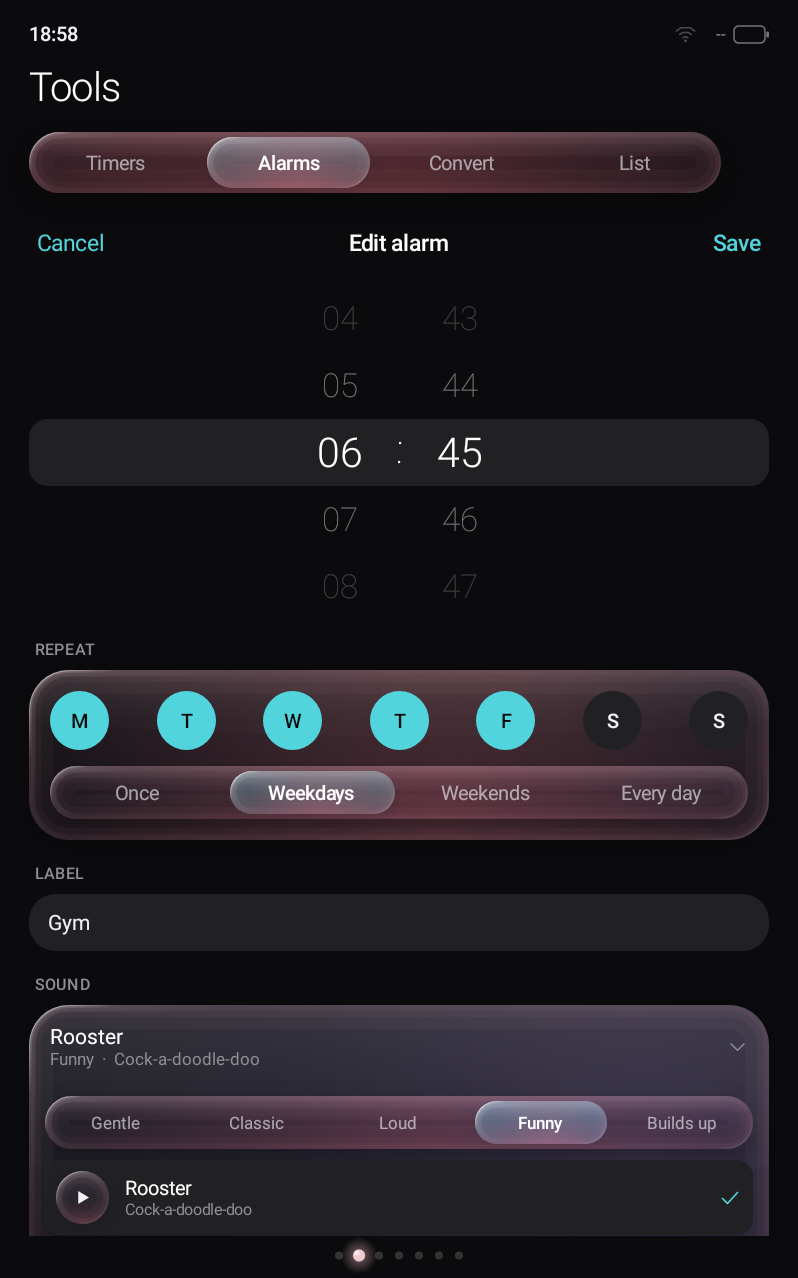 18:58 --
Tools
Timers Alarms Convert List
Cancel Edit alarm Save
04 43
05 44
06 : 45
07 46
08 47
REPEAT
M T W T F S S
Once Weekdays Weekends Every day
LABEL
Gym
SOUND
Rooster
Funny · Cock-a-doodle-doo
Gentle Classic Loud Funny Builds up
Rooster
Cock-a-doodle-doo